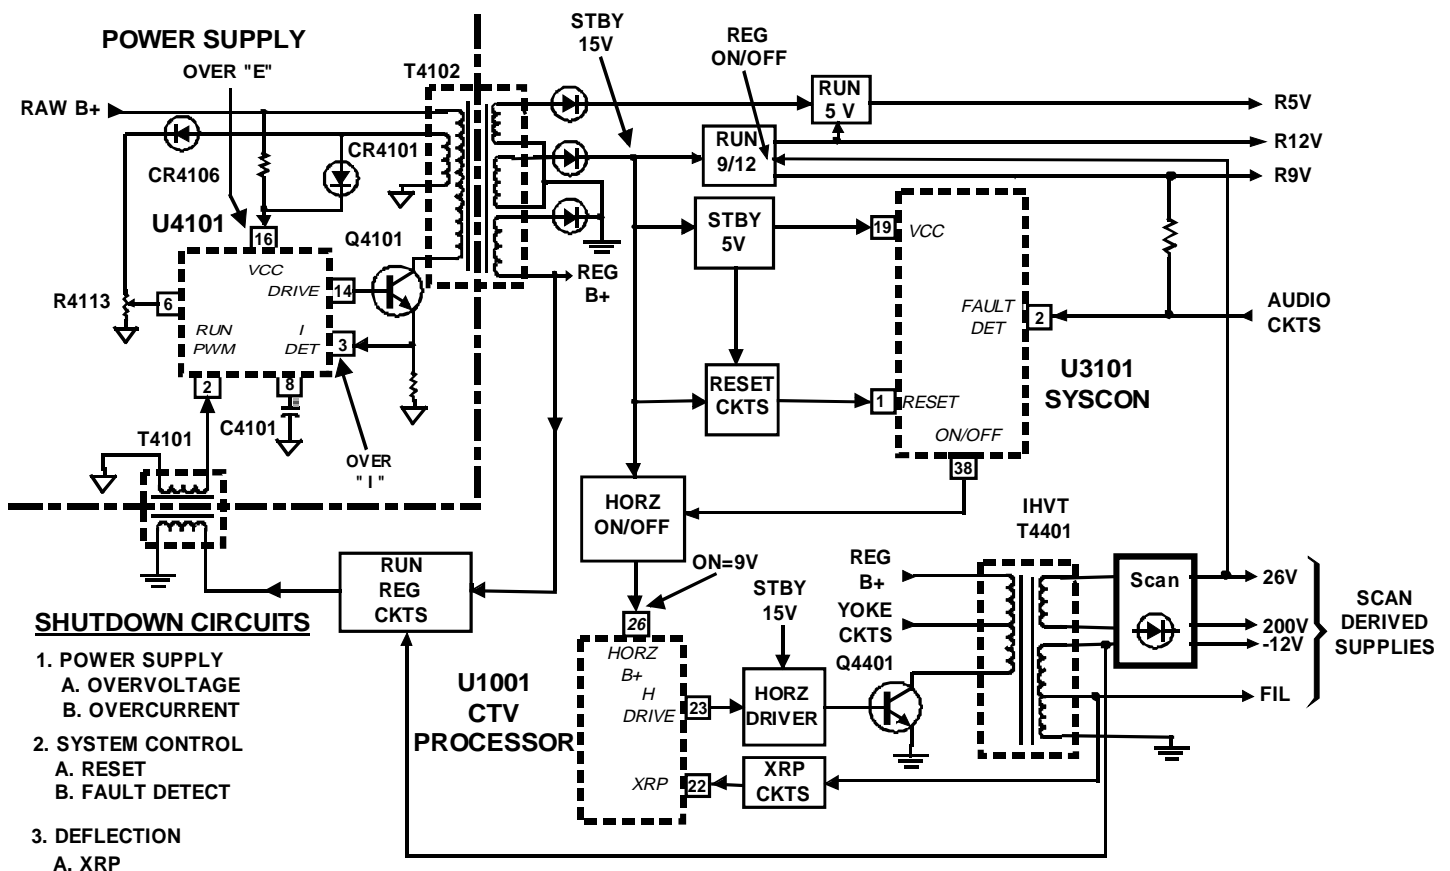 POWER SUPPLY
OVER "E"
RAW B+
CR4106
CR4101
T4102
U4101
Q4101
16
VCC
DRIVE
14
R4113
6
RUN
PWM
I
DET
3
2
8
C4101
T4101
OVER
" I "
STBY
15V
REG
ON/OFF
RUN
5 V
R5V
RUN
9/12
R12V
R9V
STBY
5V
19
VCC
REG
B+
FAULT
DET
2
AUDIO
CKTS
RESET
CKTS
1
RESET
U3101
SYSCON
ON/OFF
38
HORZ
ON/OFF
IHVT
T4401
RUN
REG
CKTS
ON=9V
STBY
15V
REG
B+
YOKE
CKTS
Q4401
Scan
26V
200V
-12V
FIL
SCAN
DERIVED
SUPPLIES
26
HORZ
B+
H
DRIVE
23
HORZ
DRIVER
U1001
CTV
PROCESSOR
XRP
22
XRP
CKTS
SHUTDOWN CIRCUITS
1. POWER SUPPLY
A. OVERVOLTAGE
B. OVERCURRENT
2. SYSTEM CONTROL
A. RESET
B. FAULT DETECT
3. DEFLECTION
A. XRP